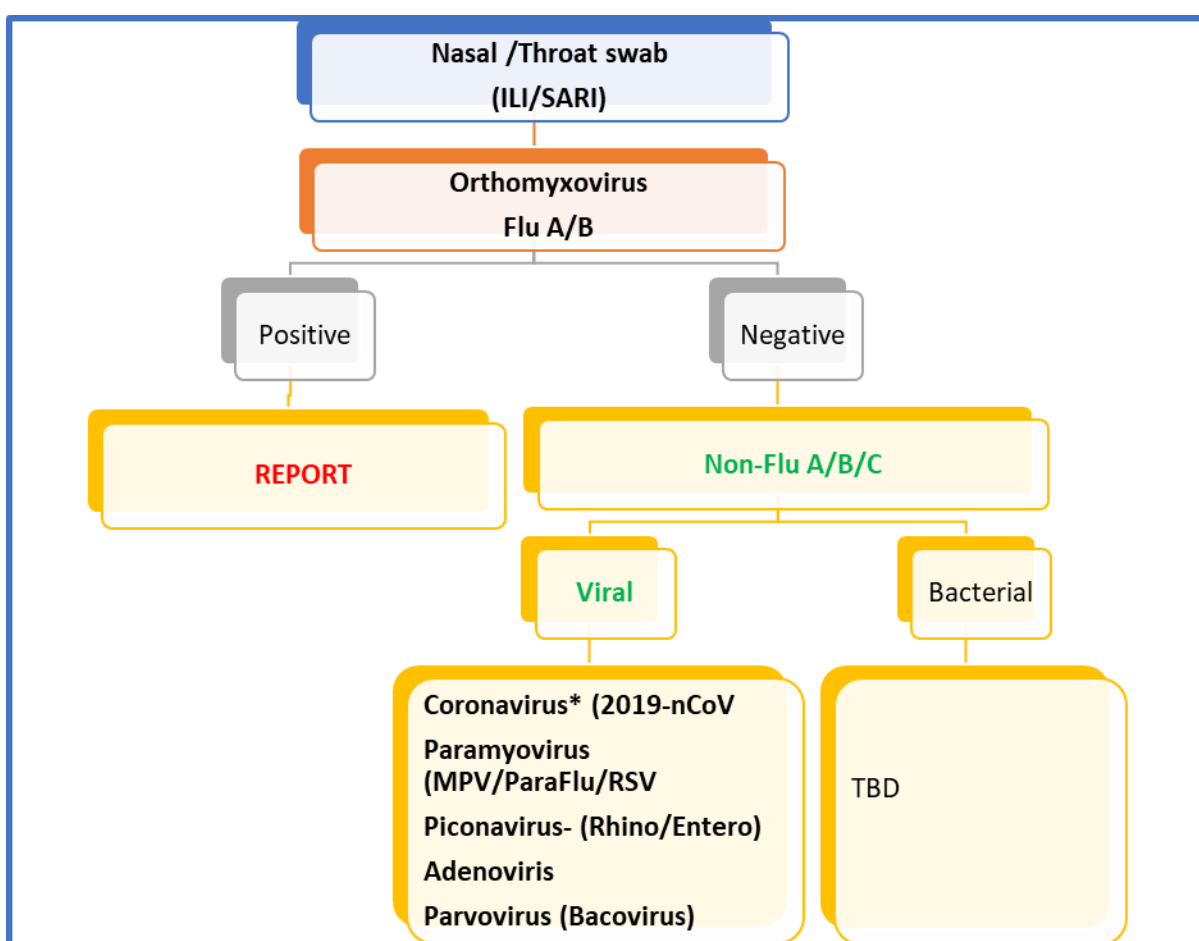 Nasal /Throat swab
(ILI/SARI)
Orthomyxovirus
Flu A/B
Positive
Negative
REPORT
Non-Flu A/B/C
Viral
Bacterial
Coronavirus* (2019-nCoV
Paramyovirus
(MPV/ParaFlu/RSV
Piconavirus- (Rhino/Entero)
Adenoviris
Parvovirus (Bacovirus)
TBD